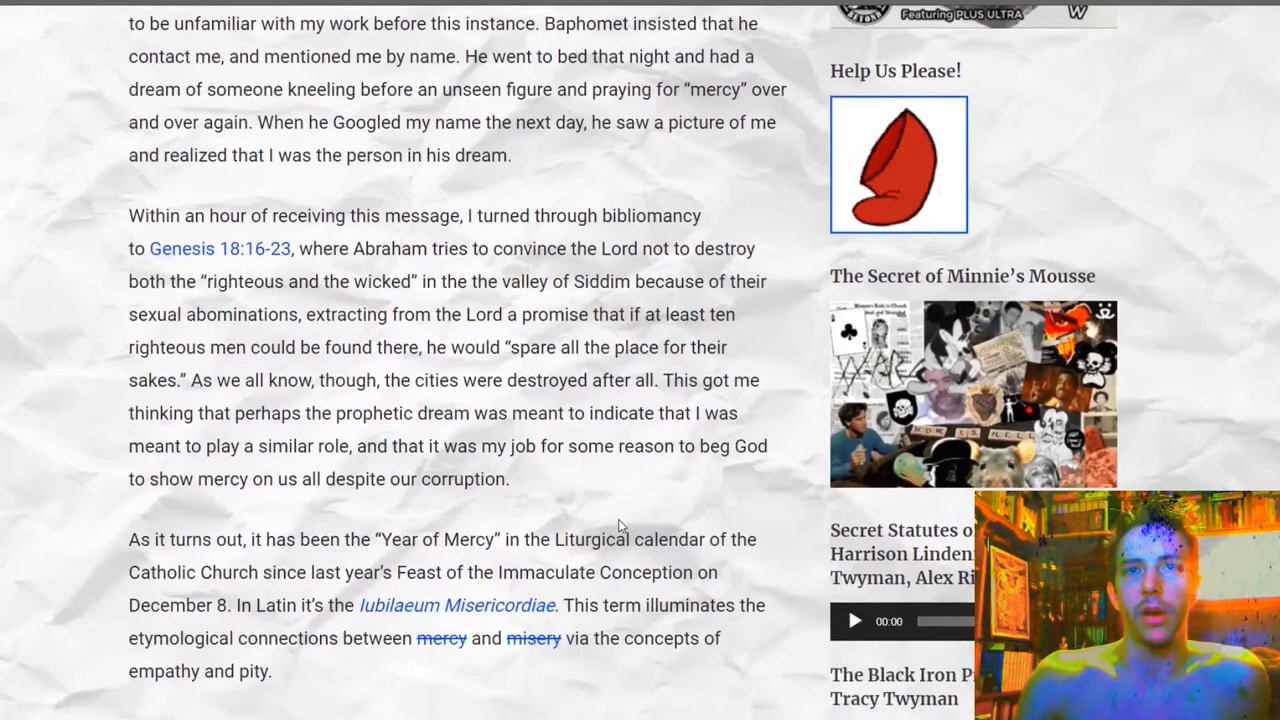 to be unfamiliar with my work before this instance. Baphomet insisted that he
contact me, and mentioned me by name. He went to bed that night and had a
dream of someone kneeling before an unseen figure and praying for “mercy” over
and over again. When he Googled my name the next day, he saw a picture of me
and realized that I was the person in his dream.
Within an hour of receiving this message, I turned through bibliomancy
to Genesis 18:16-23, where Abraham tries to convince the Lord not to destroy
both the “righteous and the wicked” in the the valley of Siddim because of their
sexual abominations, extracting from the Lord a promise that if at least ten
righteous men could be found there, he would “spare all the place for their
sakes.” As we all know, though, the cities were destroyed after all. This got me
thinking that perhaps the prophetic dream was meant to indicate that I was
meant to play a similar role, and that it was my job for some reason to beg God
to show mercy on us all despite our corruption.
As it turns out, it has been the “Year of Mercy” in the Liturgical calendar of the
Catholic Church since last year’s Feast of the Immaculate Conception on
December 8. In Latin it’s the Iubilaeum Misericordiae. This term illuminates the
etymological connections between mercy and misery via the concepts of
empathy and pity.
BEYOND
Featuring PLUS ULTRA
W
Help Us Please!
The Secret of Minnie’s Mousse
Secret Statutes o
Harrison Linden
Twyman, Alex Ri
00:00
The Black Iron P
Tracy Twyman